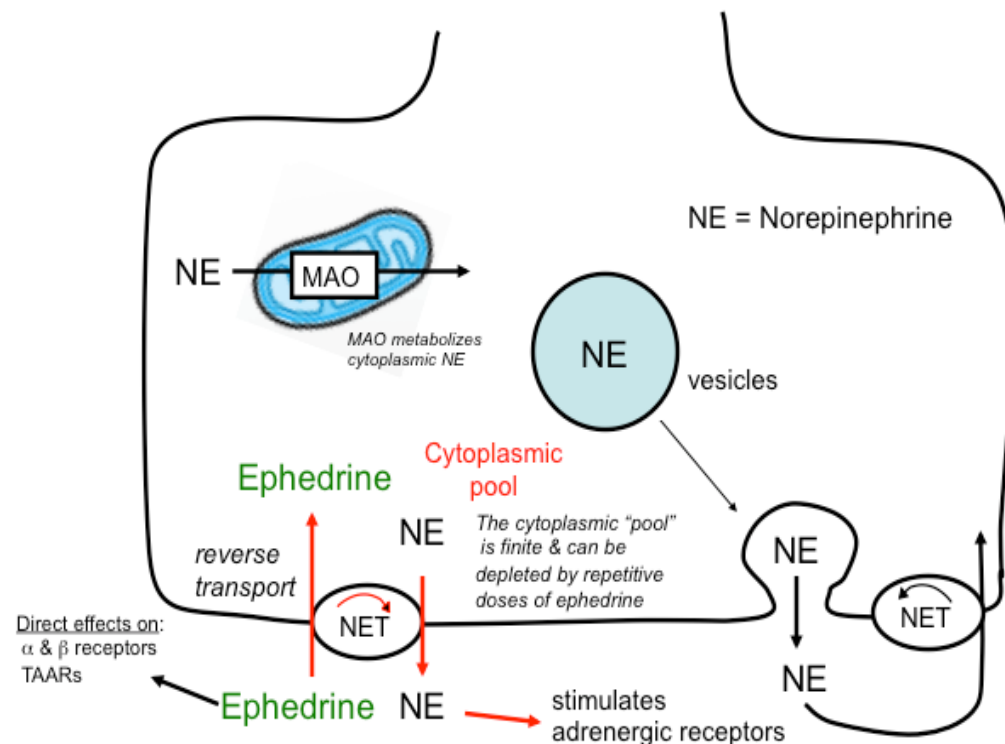 NE = Norepinephrine
NE
MAO
MAO metabolizes
cytoplasmic NE
NE
vesicles
Ephedrine
Cytoplasmic
pool
NE
The cytoplasmic “pool”
is finite & can be
depleted by repetitive
doses of ephedrine
reverse
transport
NET
NE
NET
Direct effects on:
α & β receptors
TAARs
Ephedrine
NE
stimulates
adrenergic receptors
NE